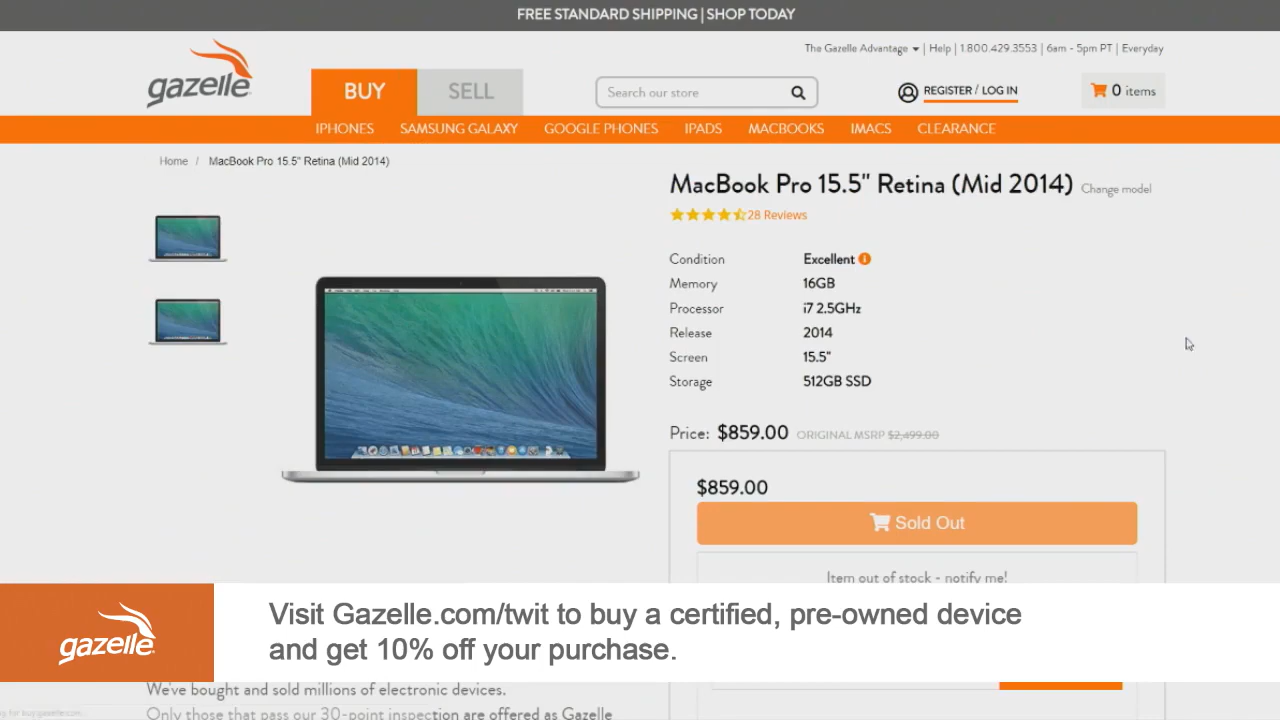 FREE STANDARD SHIPPING | SHOP TODAY
The Gazelle Advantage | Help | 1.800.429.3553 | 6am - 5pm PT | Everyday
gazelle
BUY
SELL
Search our store
REGISTER / LOG IN
0 items
IPHONES SAMSUNG GALAXY GOOGLE PHONES IPADS MACBOOKS IMACS CLEARANCE
Home / MacBook Pro 15.5" Retina (Mid 2014)
MacBook Pro 15.5" Retina (Mid 2014) Change model
28 Reviews
Condition Excellent
Memory 16GB
Processor i7 2.5GHz
Release 2014
Screen 15.5"
Storage 512GB SSD
Price: $859.00 ORIGINAL MSRP $2,499.00
$859.00
Sold Out
Item out of stock - notify me!
gazelle
Visit Gazelle.com/twit to buy a certified, pre-owned device
and get 10% off your purchase.
We've bought and sold millions of electronic devices.
Only those that pass our 30-point inspection are offered as Gazelle